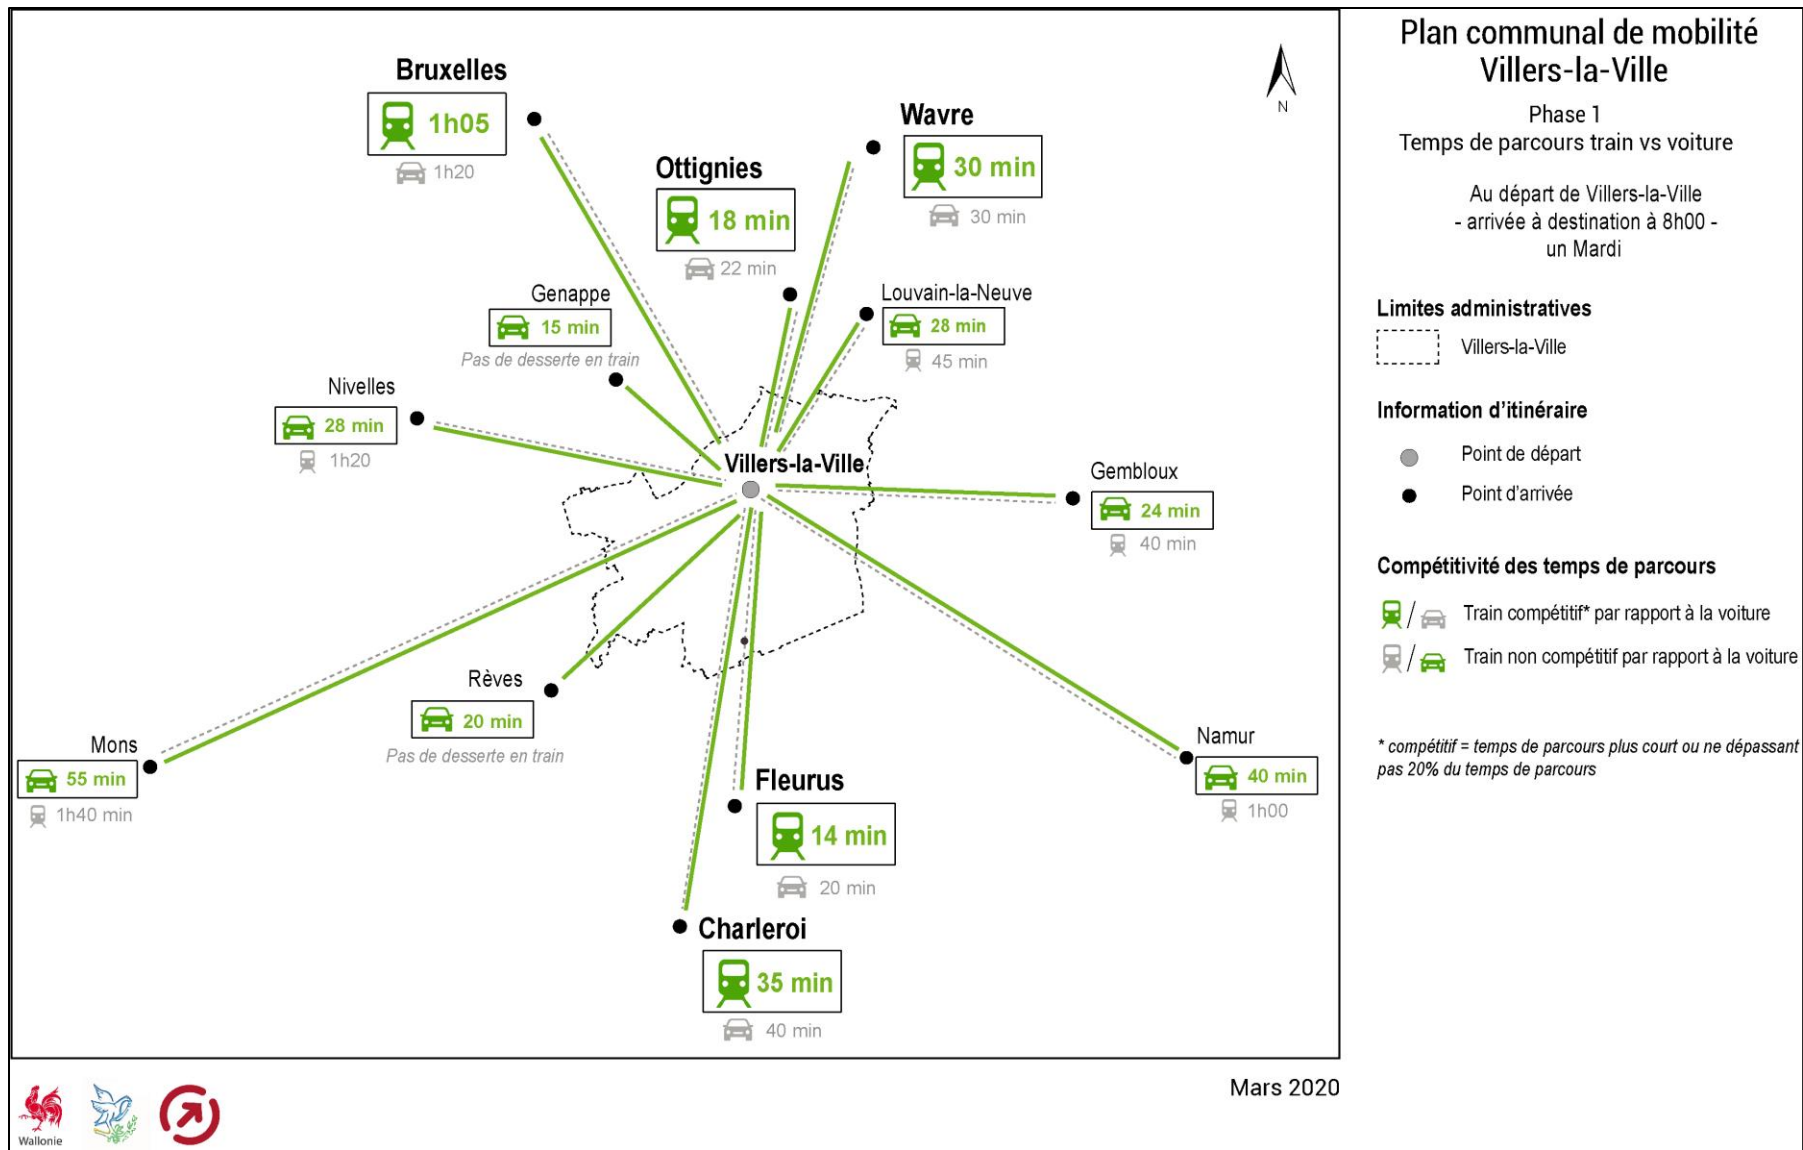 Bruxelles
1h05
1h20
Wavre
30 min
30 min
Ottignies
18 min
22 min
Genappe
15 min
Pas de desserte en train
Louvain-la-Neuve
28 min
45 min
Nivelles
28 min
1h20
Villers-la-Ville
Gembloux
24 min
40 min
Rèves
20 min
Pas de desserte en train
Mons
55 min
1h40 min
Namur
40 min
1h00
Fleurus
14 min
20 min
Charleroi
35 min
40 min
N
Plan communal de mobilité
Villers-la-Ville
Phase 1
Temps de parcours train vs voiture
Au départ de Villers-la-Ville
- arrivée à destination à 8h00 -
un Mardi
Limites administratives
Villers-la-Ville
Information d'itinéraire
Point de départ
Point d'arrivée
Compétitivité des temps de parcours
/ Train compétitif* par rapport à la voiture
/ Train non compétitif par rapport à la voiture
* compétitif = temps de parcours plus court ou ne dépassant
pas 20% du temps de parcours
Mars 2020
Wallonie